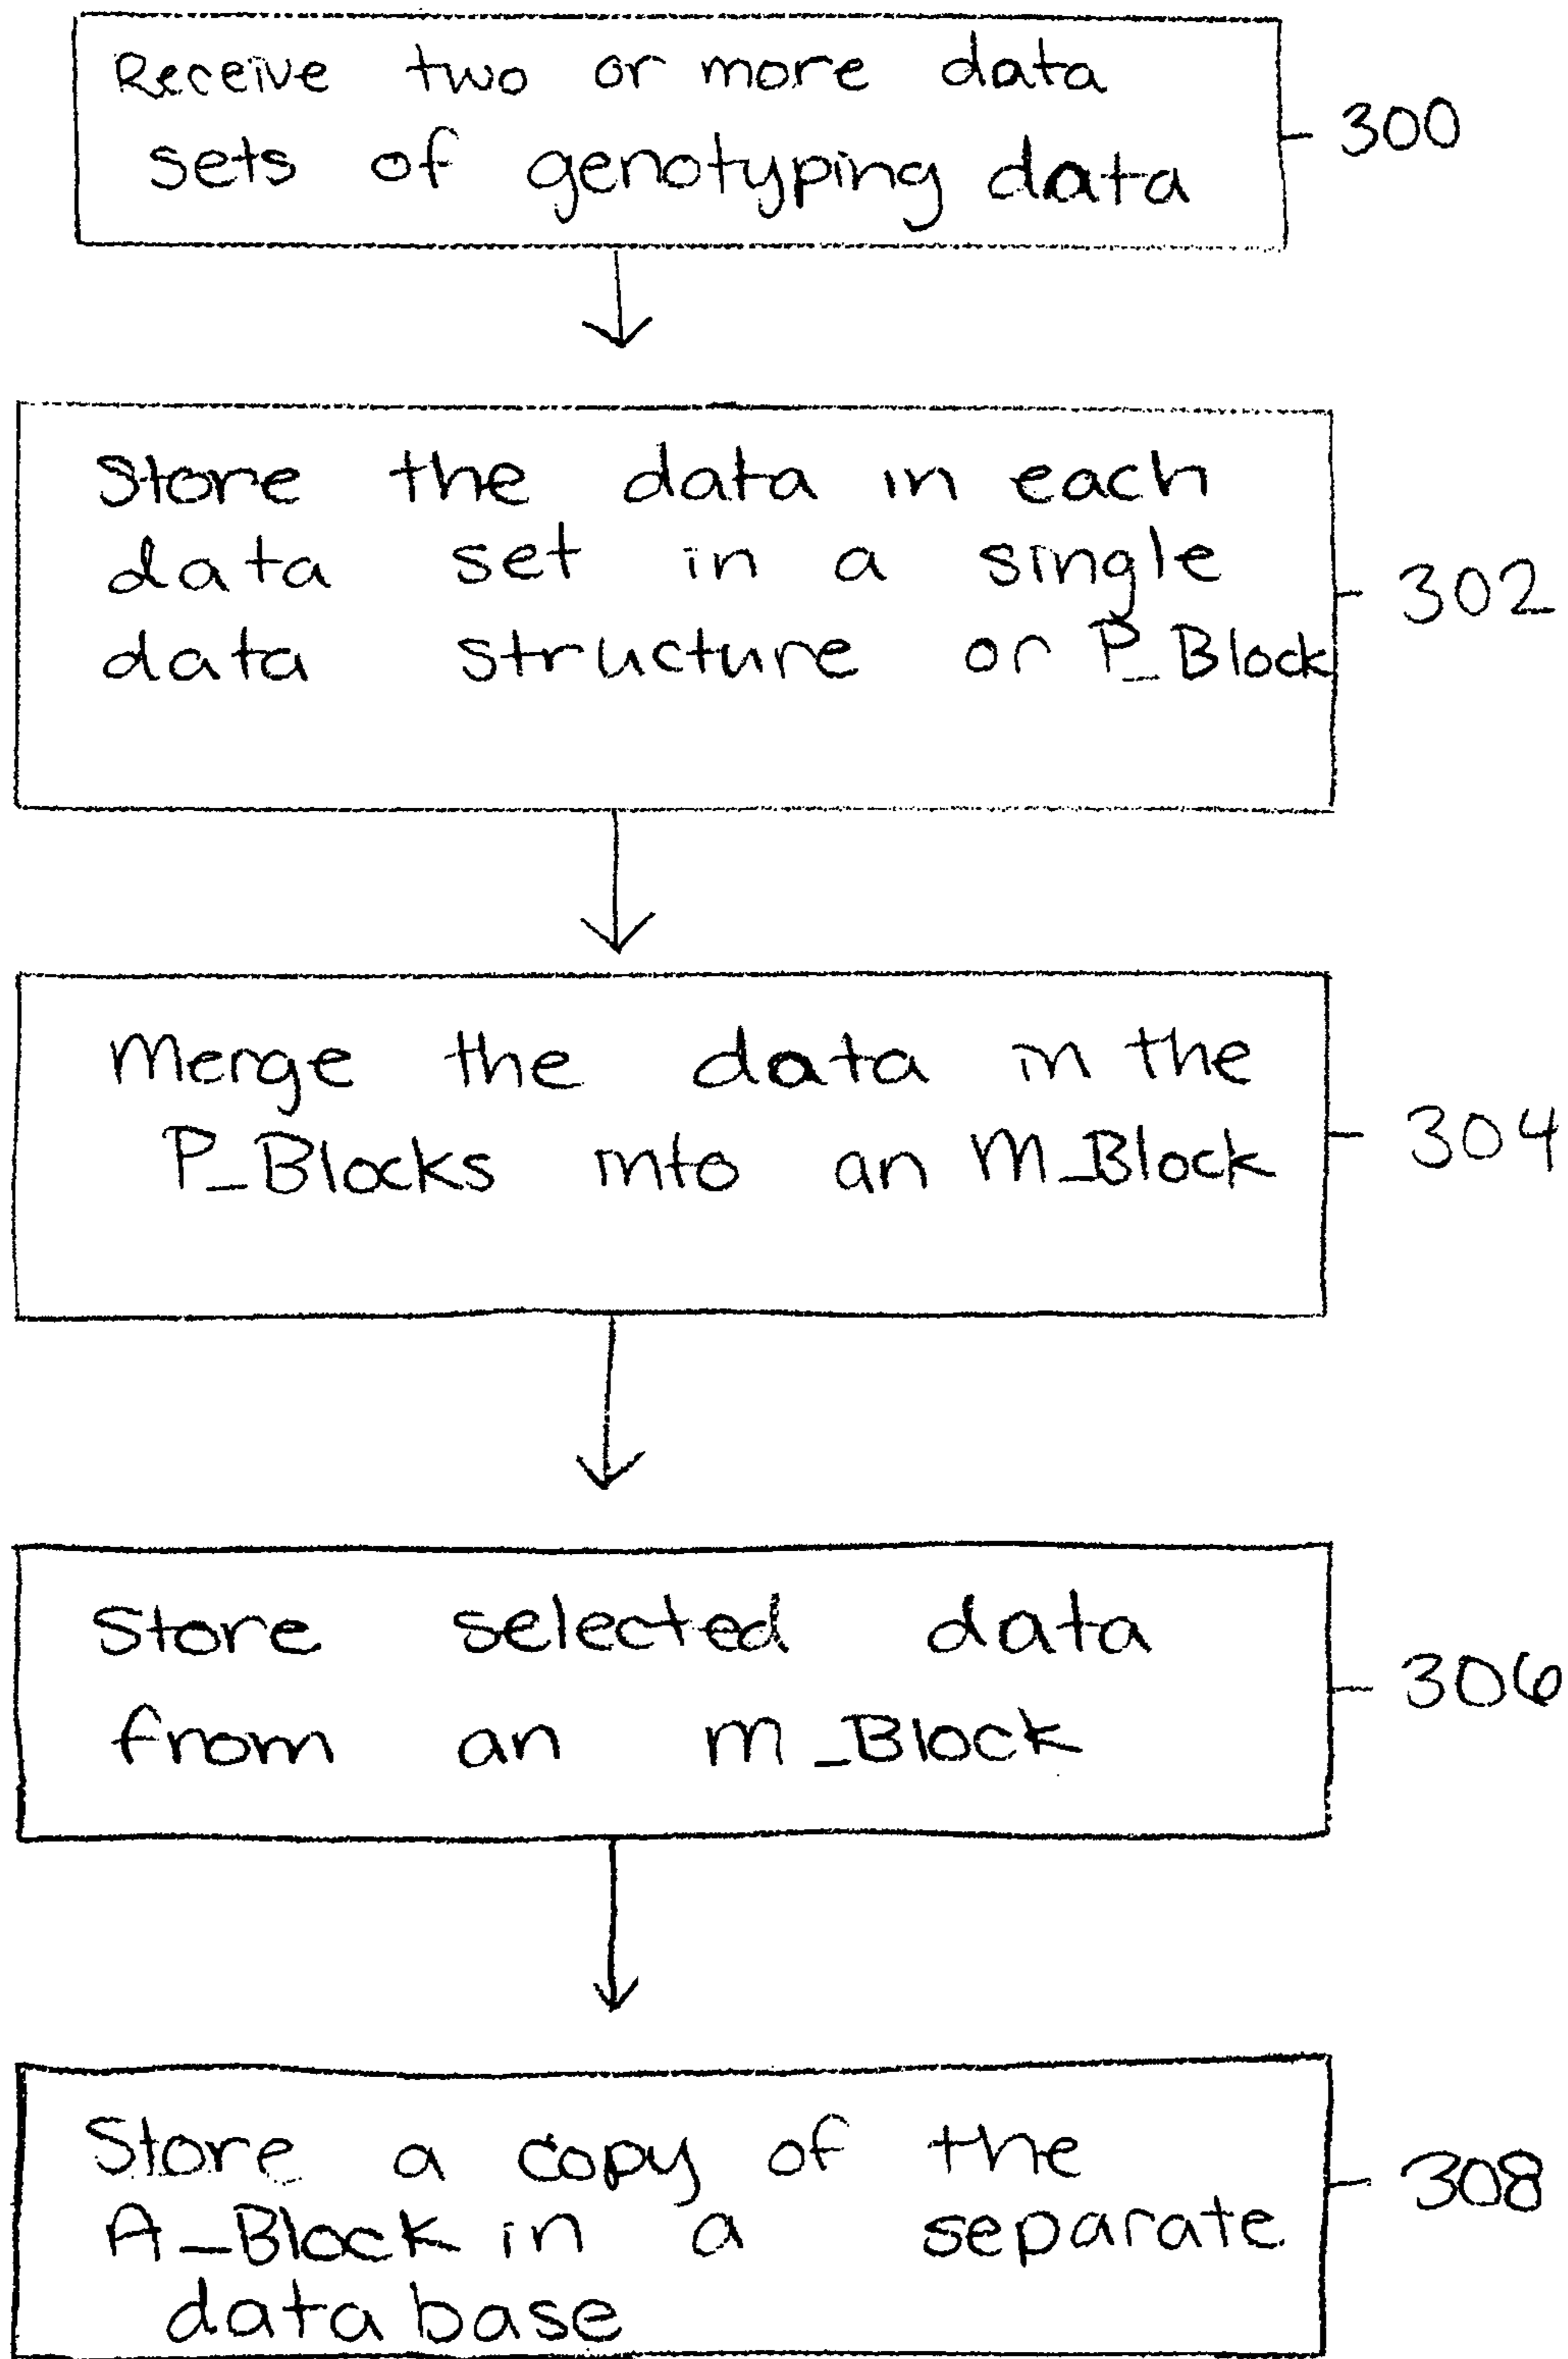 Receive two or more data
sets of genotyping data
300
Store the data in each
data set in a single
data structure or P_Block
302
Merge the data in the
P_Blocks into an M_Block
304
Store selected data
from an M_Block
306
Store a copy of the
A_Block in a separate
database
308